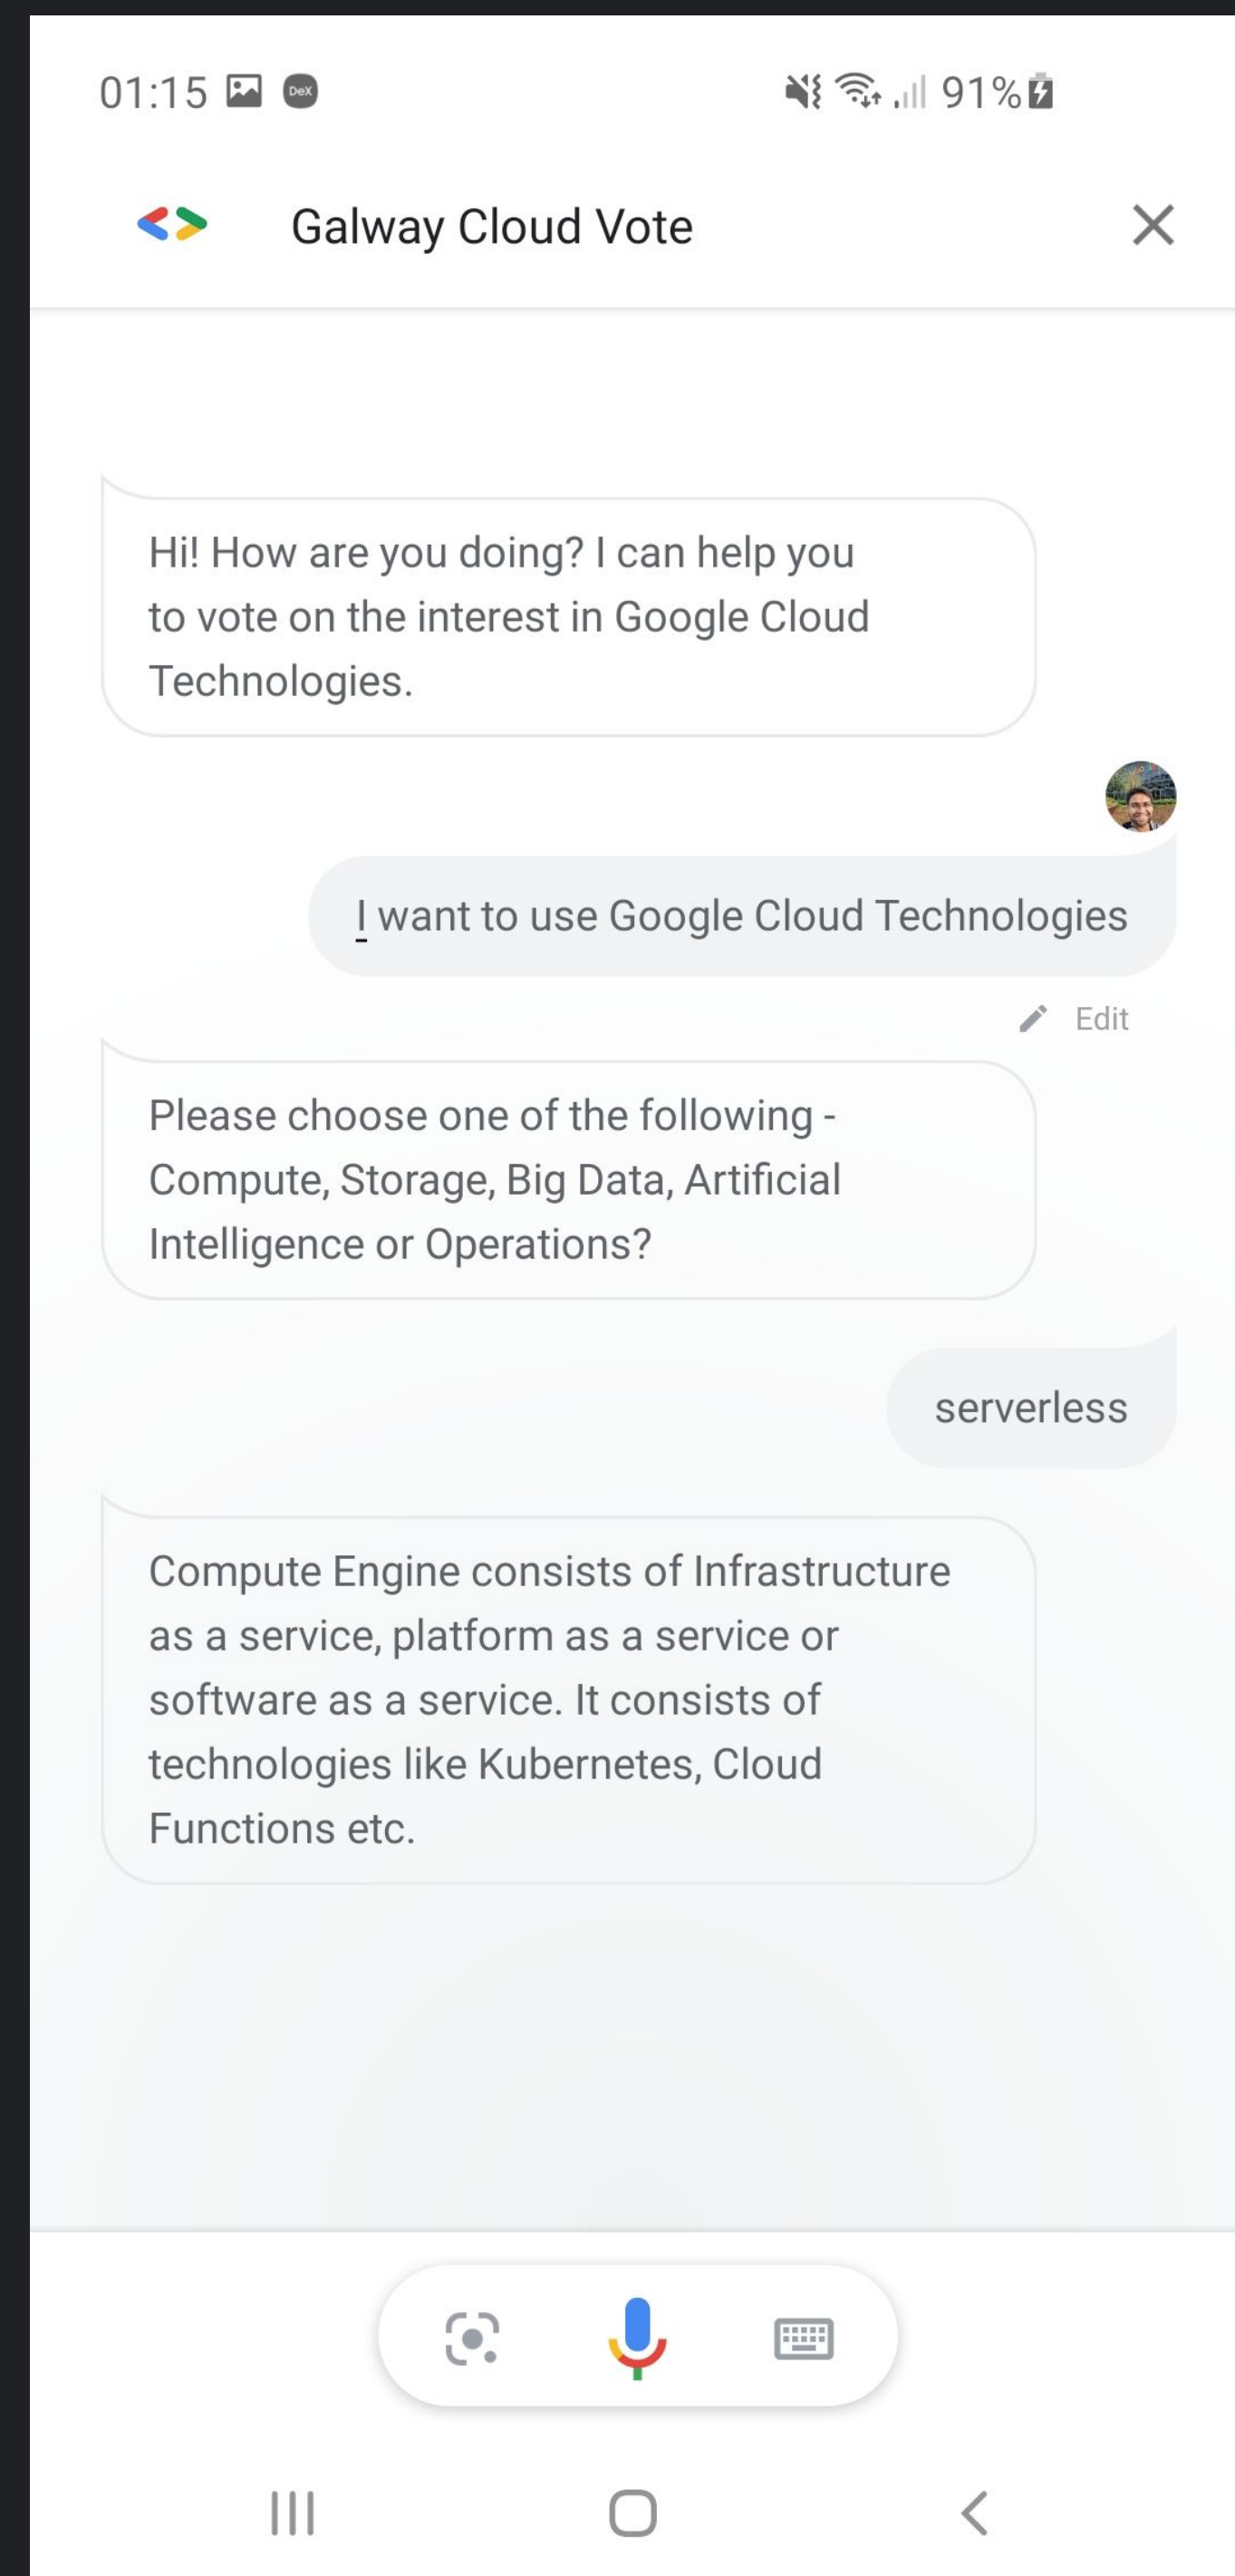 01:15 DeX 91%
Galway Cloud Vote
Hi! How are you doing? I can help you
to vote on the interest in Google Cloud
Technologies.
I want to use Google Cloud Technologies
Edit
Please choose one of the following -
Compute, Storage, Big Data, Artificial
Intelligence or Operations?
serverless
Compute Engine consists of Infrastructure
as a service, platform as a service or
software as a service. It consists of
technologies like Kubernetes, Cloud
Functions etc.